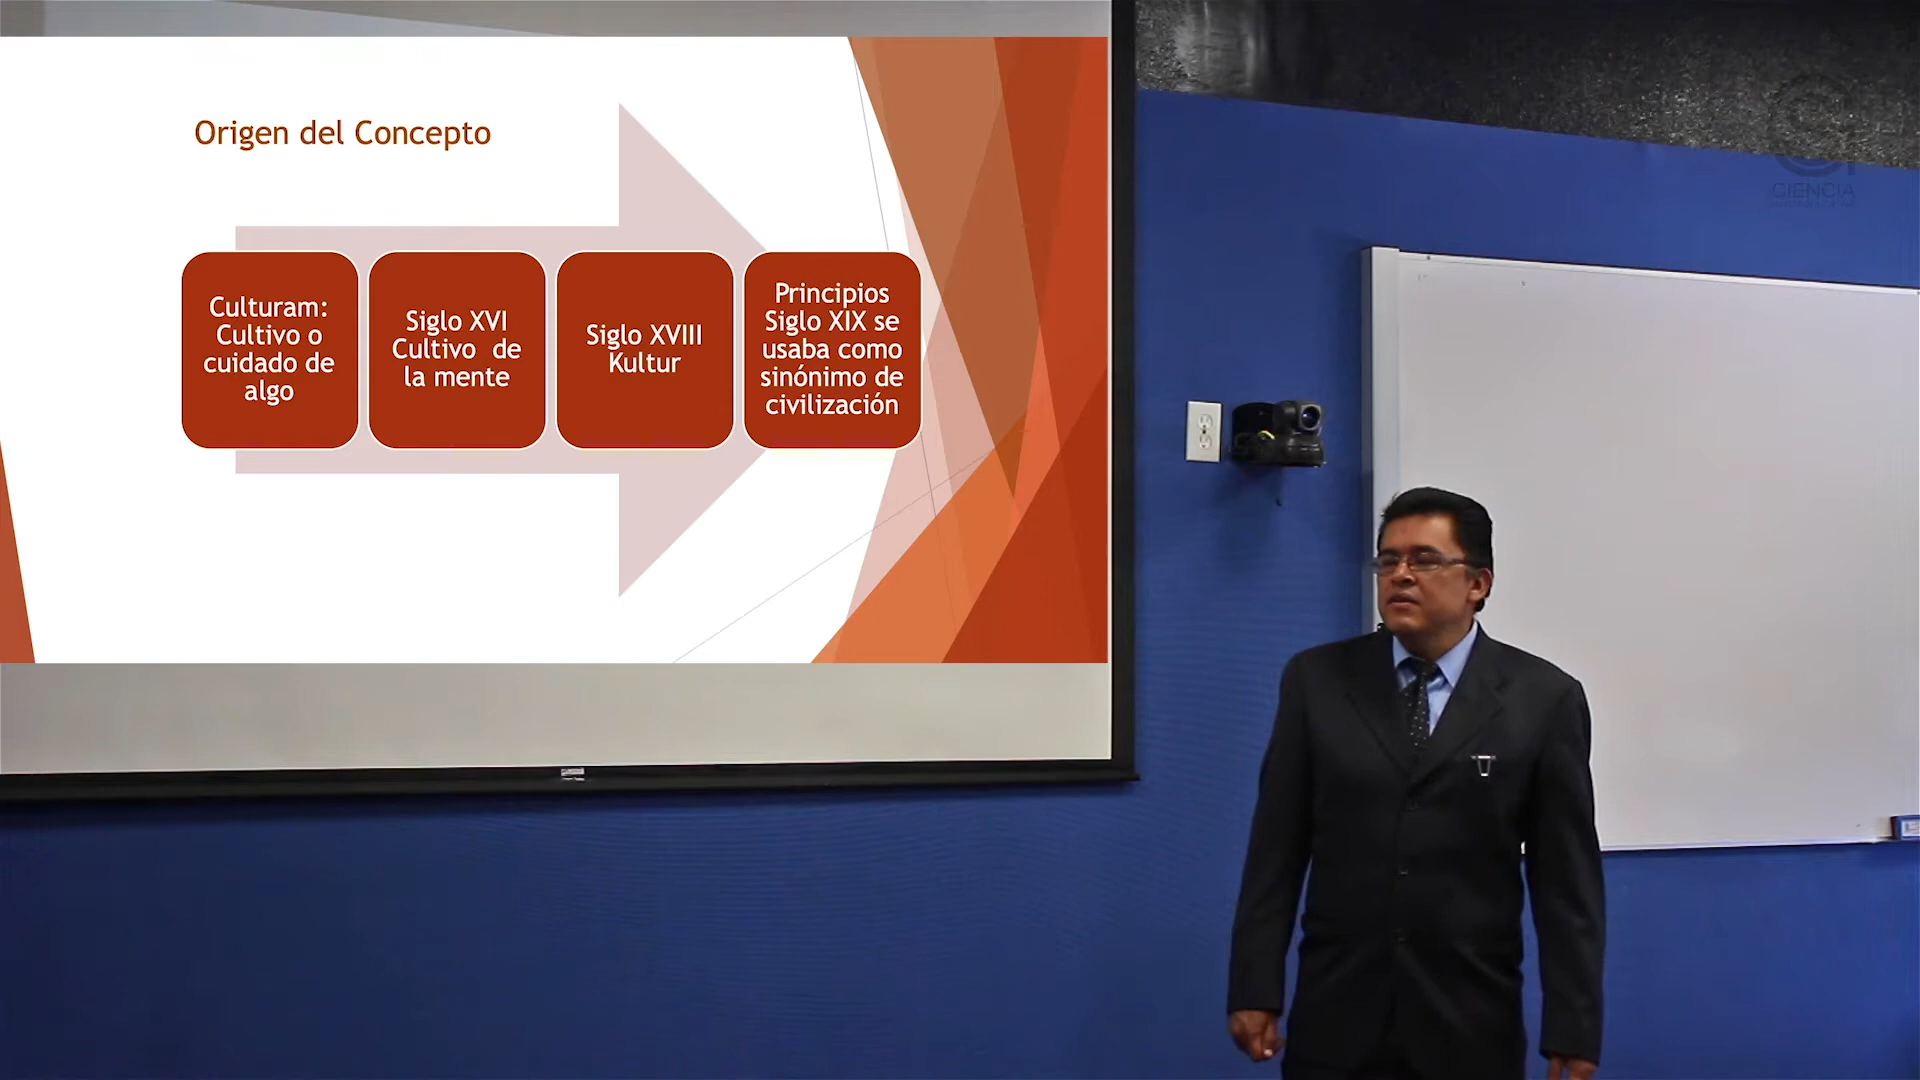 Origen del Concepto
Culturam:
Cultivo o
cuidado de
algo
Siglo XVI
Cultivo de
la mente
Siglo XVIII
Kultur
Principios
Siglo XIX se
usaba como
sinónimo de
civilización
CIENCIA